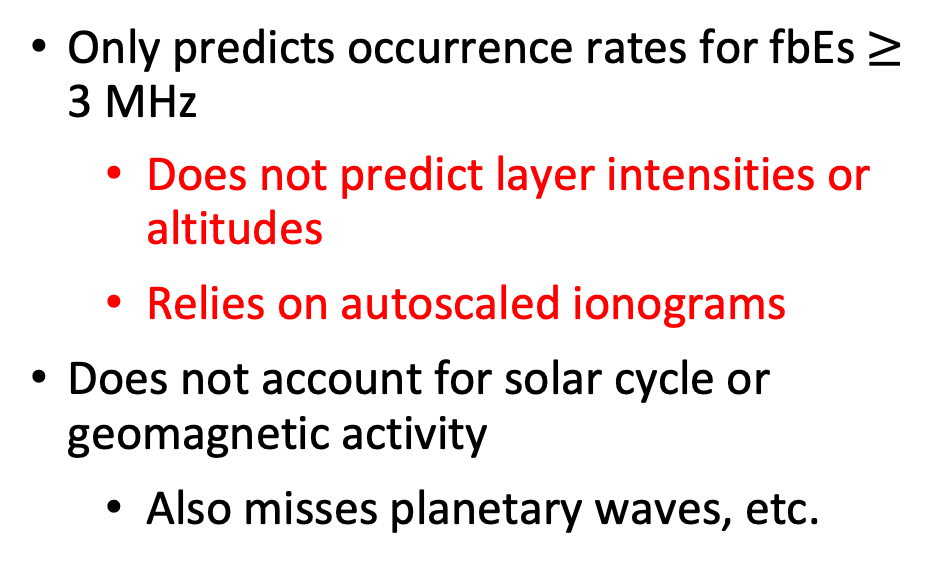 • Only predicts occurrence rates for fbEs ≥
3 MHz
• Does not predict layer intensities or
altitudes
• Relies on autoscaled ionograms
• Does not account for solar cycle or
geomagnetic activity
• Also misses planetary waves, etc.